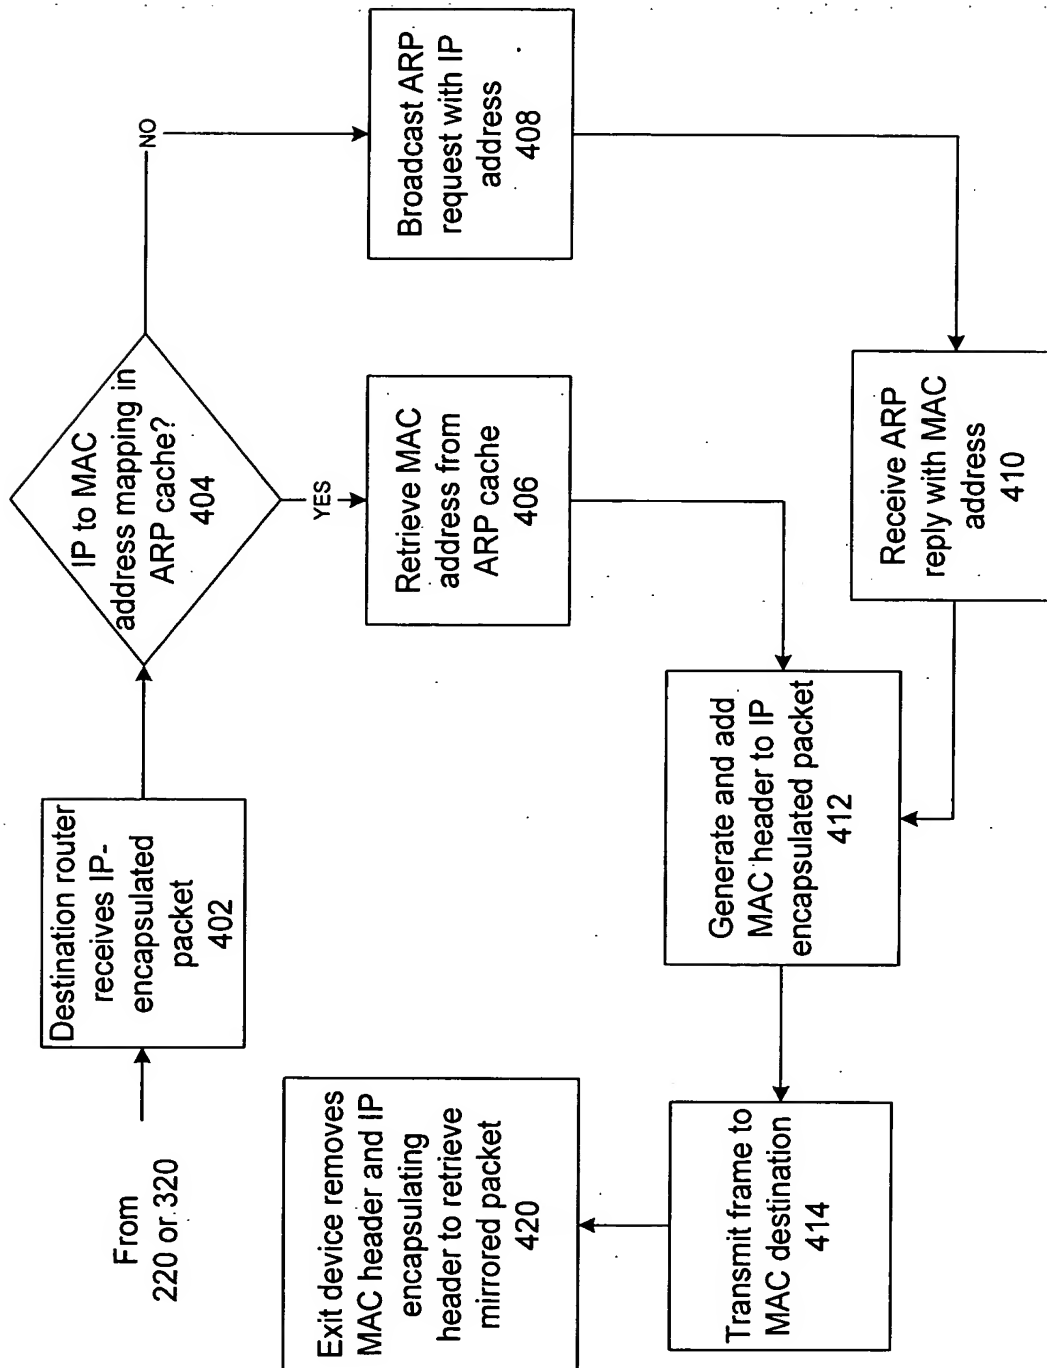 From
220 or 320
Destination router
receives IP-
encapsulated
packet
402
IP to MAC
address mapping in
ARP cache?
404
NO
YES
Broadcast ARP
request with IP
address
408
Retrieve MAC
address from
ARP cache
406
Receive ARP
reply with MAC
address
410
Generate and add
MAC header to IP
encapsulated packet
412
Transmit frame to
MAC destination
414
Exit device removes
MAC header and IP
encapsulating
header to retrieve
mirrored packet
420